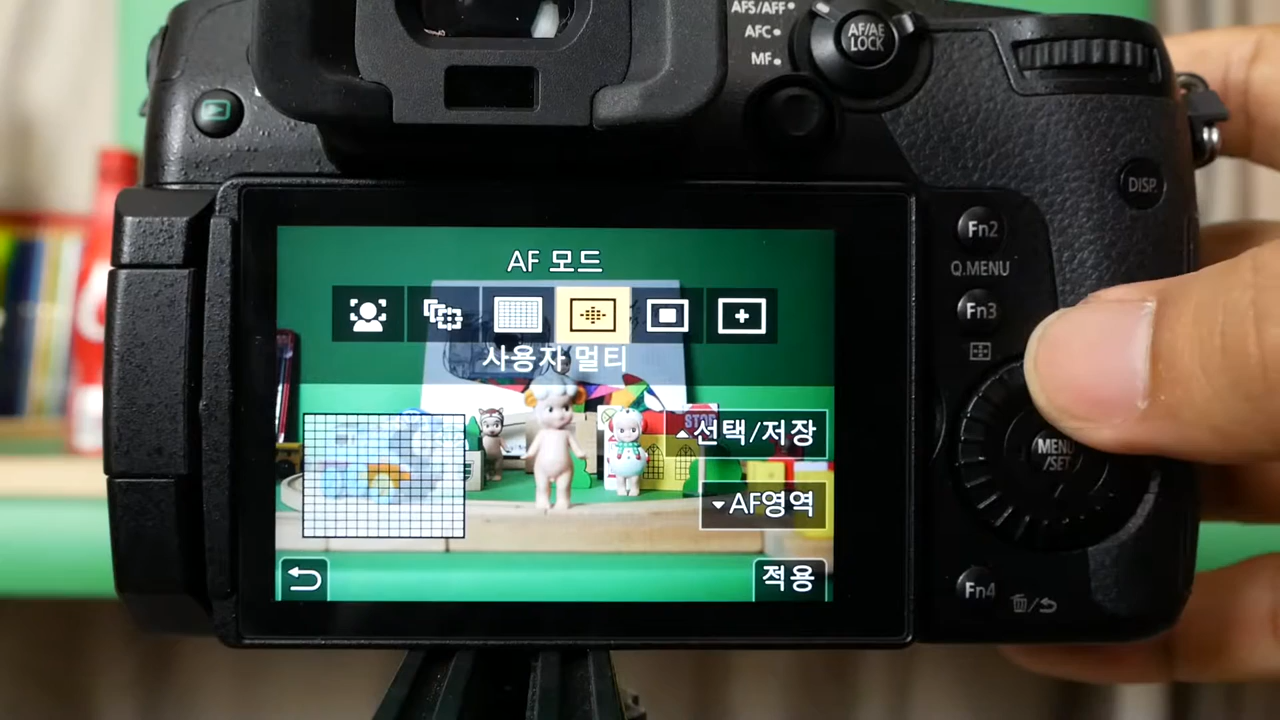 AFS/AFF
AFC
MF
AF/AE
LOCK
DISP.
Fn2
Q.MENU
Fn3
MENU
/SET
Fn4
AF 모드
사용자 멀티
STOP
선택/저장
AF영역
적용